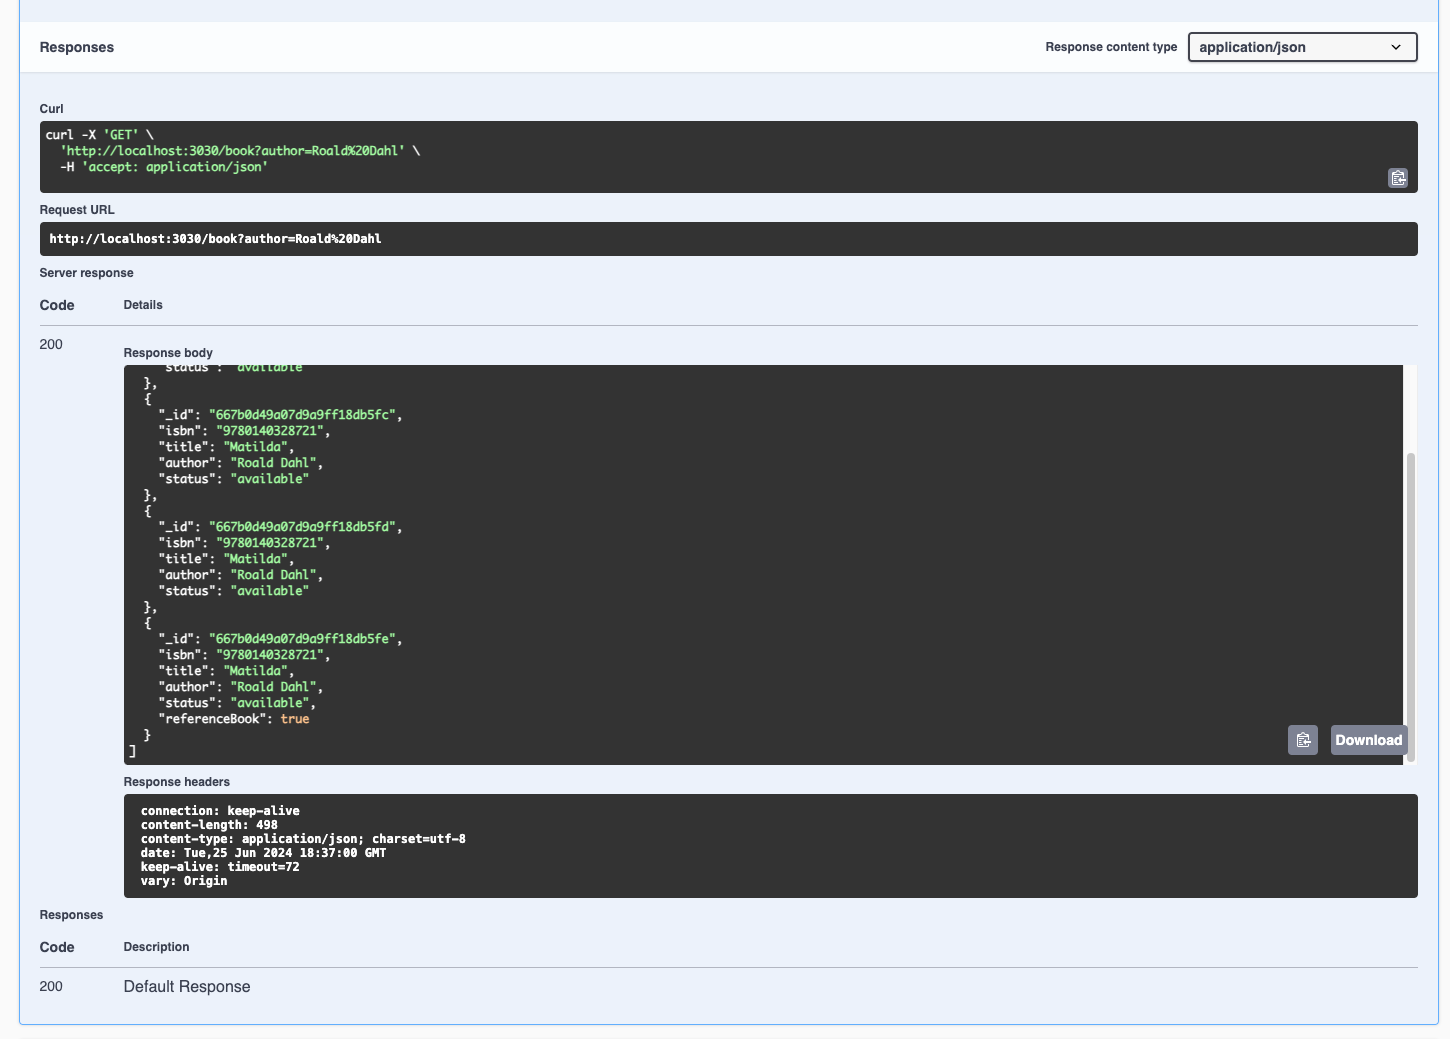 Responses
Response content type
application/json
Curl
curl -X 'GET' \
'http://localhost:3030/book?author=Roald%20Dahl' \
-H 'accept: application/json'
Request URL
http://localhost:3030/book?author=Roald%20Dahl
Server response
Code Details
200
Response body
"status": "available"
},
{
"_id": "667b0d49a07d9a9ff18db5fc",
"isbn": "9780140328721",
"title": "Matilda",
"author": "Roald Dahl",
"status": "available"
},
{
"_id": "667b0d49a07d9a9ff18db5fd",
"isbn": "9780140328721",
"title": "Matilda",
"author": "Roald Dahl",
"status": "available"
},
{
"_id": "667b0d49a07d9a9ff18db5fe",
"isbn": "9780140328721",
"title": "Matilda",
"author": "Roald Dahl",
"status": "available",
"referenceBook": true
}
]
Download
Response headers
connection: keep-alive
content-length: 498
content-type: application/json; charset=utf-8
date: Tue,25 Jun 2024 18:37:00 GMT
keep-alive: timeout=72
vary: Origin
Responses
Code Description
200 Default Response